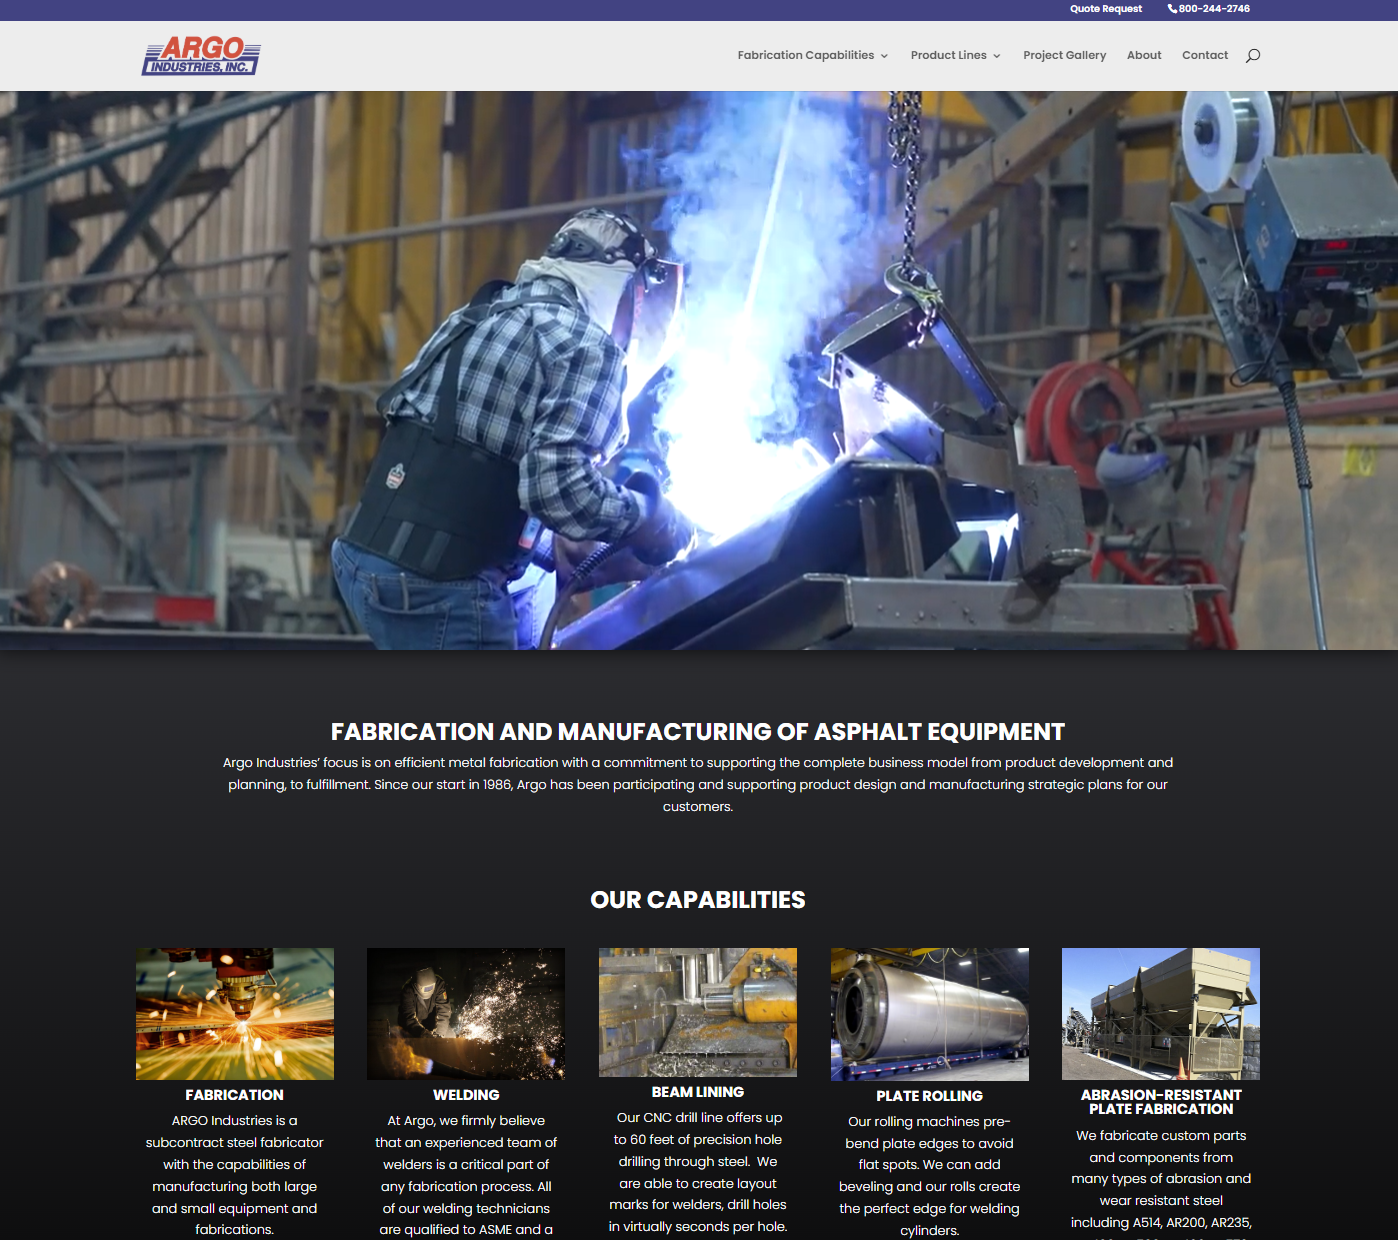 Quote Request 800-244-2746
ARGO
INDUSTRIES, INC.
Fabrication Capabilities Product Lines Project Gallery About Contact
FABRICATION AND MANUFACTURING OF ASPHALT EQUIPMENT
Argo Industries’ focus is on efficient metal fabrication with a commitment to supporting the complete business model from product development and
planning, to fulfillment. Since our start in 1986, Argo has been participating and supporting product design and manufacturing strategic plans for our
customers.
OUR CAPABILITIES
FABRICATION
ARGO Industries is a
subcontract steel fabricator
with the capabilities of
manufacturing both large
and small equipment and
fabrications.
WELDING
At Argo, we firmly believe
that an experienced team of
welders is a critical part of
any fabrication process. All
of our welding technicians
are qualified to ASME and a
BEAM LINING
Our CNC drill line offers up
to 60 feet of precision hole
drilling through steel. We
are able to create layout
marks for welders, drill holes
in virtually seconds per hole.
PLATE ROLLING
Our rolling machines pre-
bend plate edges to avoid
flat spots. We can add
beveling and our rolls create
the perfect edge for welding
cylinders.
ABRASION-RESISTANT
PLATE FABRICATION
We fabricate custom parts
and components from
many types of abrasion and
wear resistant steel
including A514, AR200, AR235,